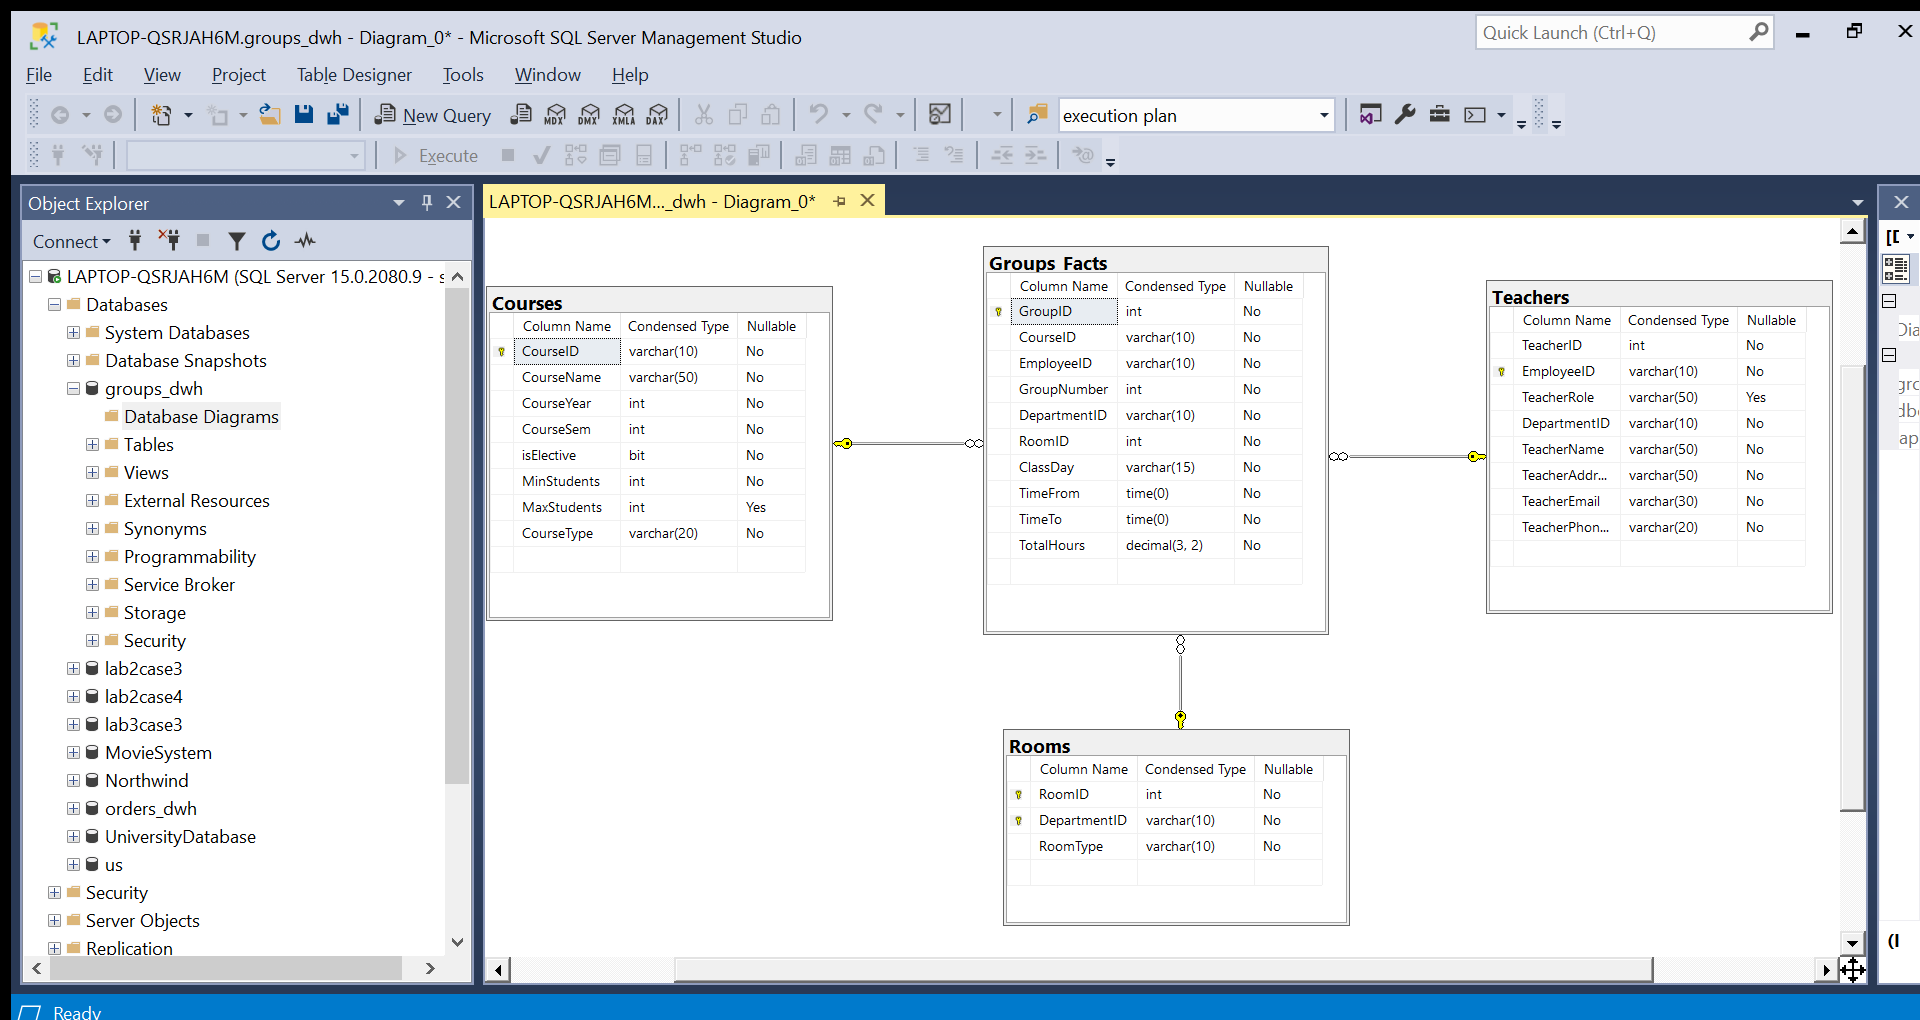 LAPTOP-QSRJAH6M.groups_dwh - Diagram_0* - Microsoft SQL Server Management Studio
Quick Launch (Ctrl+Q)
File Edit View Project Table Designer Tools Window Help
New Query MDX DMX XMLA DAX execution plan
Execute
Object Explorer
Connect
LAPTOP-QSRJAH6M (SQL Server 15.0.2080.9 - s
Databases
System Databases
Database Snapshots
groups_dwh
Database Diagrams
Tables
Views
External Resources
Synonyms
Programmability
Service Broker
Storage
Security
lab2case3
lab2case4
lab3case3
MovieSystem
Northwind
orders_dwh
UniversityDatabase
us
Security
Server Objects
Replication
LAPTOP-QSRJAH6M..._dwh - Diagram_0*
Courses
Column Name Condensed Type Nullable
CourseID varchar(10) No
CourseName varchar(50) No
CourseYear int No
CourseSem int No
isElective bit No
MinStudents int No
MaxStudents int Yes
CourseType varchar(20) No
Groups_Facts
Column Name Condensed Type Nullable
GroupID int No
CourseID varchar(10) No
EmployeeID varchar(10) No
GroupNumber int No
DepartmentID varchar(10) No
RoomID int No
ClassDay varchar(15) No
TimeFrom time(0) No
TimeTo time(0) No
TotalHours decimal(3, 2) No
Teachers
Column Name Condensed Type Nullable
TeacherID int No
EmployeeID varchar(10) No
TeacherRole varchar(50) Yes
DepartmentID varchar(10) No
TeacherName varchar(50) No
TeacherAddr... varchar(50) No
TeacherEmail varchar(30) No
TeacherPhon... varchar(20) No
Rooms
Column Name Condensed Type Nullable
RoomID int No
DepartmentID varchar(10) No
RoomType varchar(10) No
Dia
gro
dbo
ap
(I
Ready